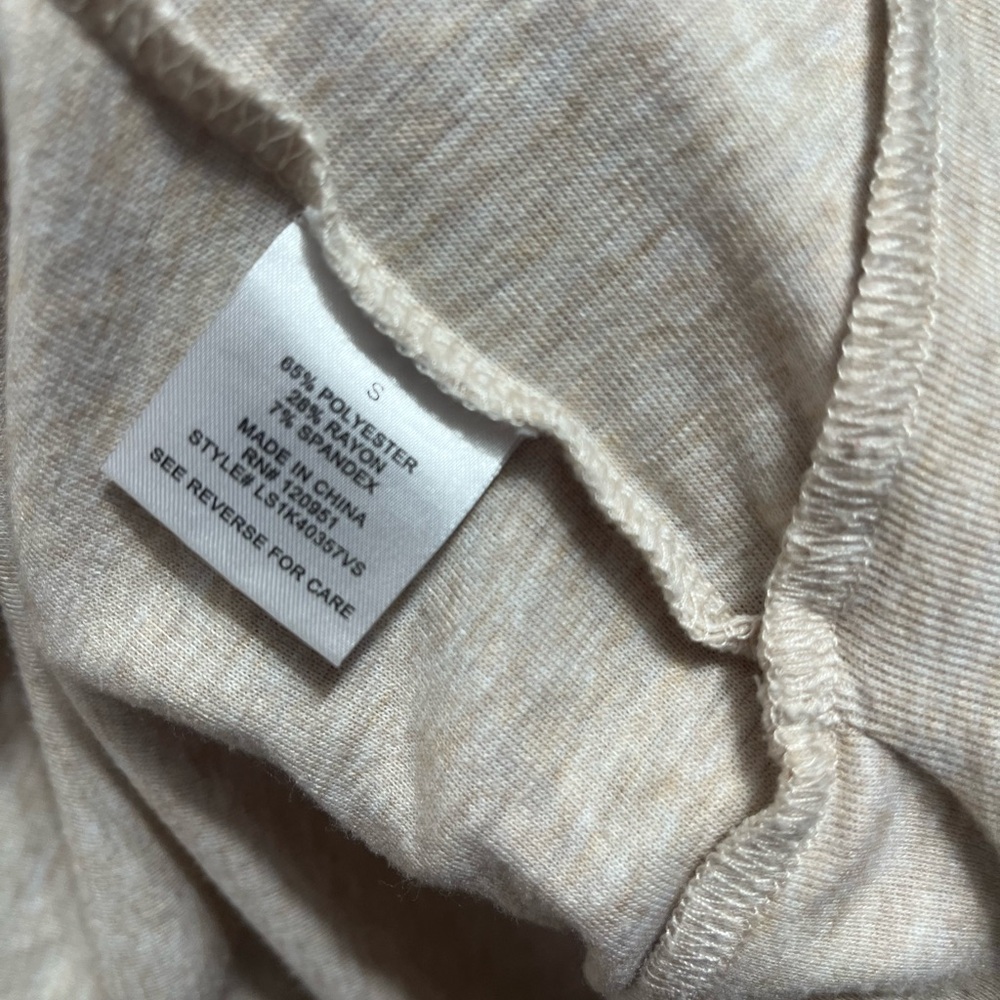 S
65% POLYESTER
28% RAYON
7% SPANDEX
MADE IN CHINA
RN# 120951
STYLE# LS1K40357VS
SEE REVERSE FOR CARE